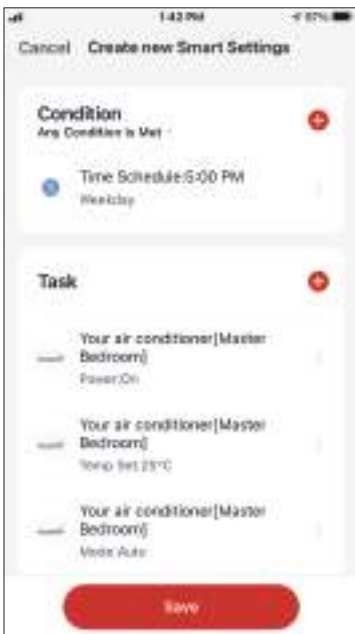 1:42 PM
87%
Cancel Create new Smart Settings
Condition
Any Condition is Met
Time Schedule:5:00 PM
Weekday
Task
Your air conditioner[Master
Bedroom]
Power:On
Your air conditioner[Master
Bedroom]
Temp Set:25°C
Your air conditioner[Master
Bedroom]
Mode:Auto
Save